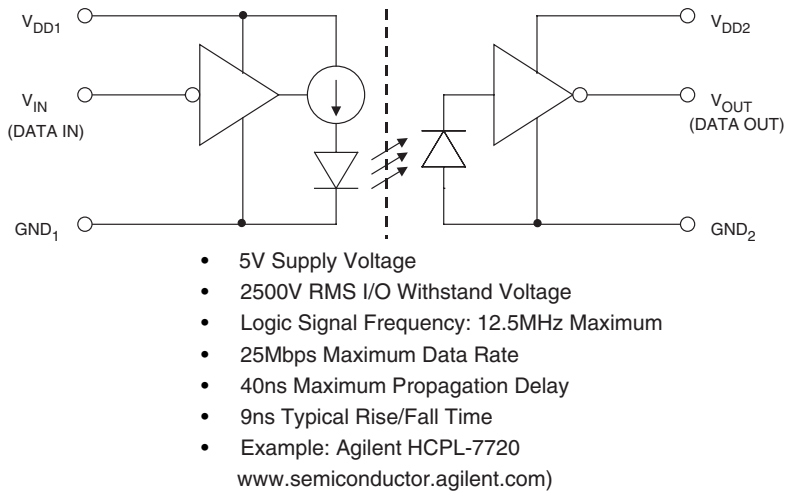 VDD1
VDD2
VIN
(DATA IN)
VOUT
(DATA OUT)
GND1
GND2
• 5V Supply Voltage
• 2500V RMS I/O Withstand Voltage
• Logic Signal Frequency: 12.5MHz Maximum
• 25Mbps Maximum Data Rate
• 40ns Maximum Propagation Delay
• 9ns Typical Rise/Fall Time
• Example: Agilent HCPL-7720
www.semiconductor.agilent.com)